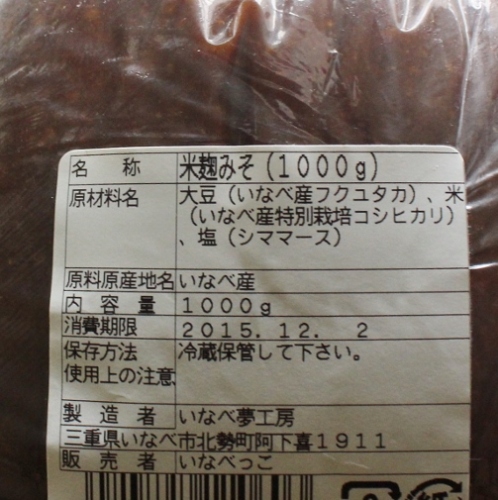 名　称　米麹みそ(1000g)
原材料名　大豆（いなべ産フクユタカ）、米
（いなべ産特別栽培コシヒカリ）
、塩（シママース）
原料原産地名　いなべ産
内 容 量　1000g
消費期限　2015.12.　2
保存方法　冷蔵保管して下さい。
使用上の注意
製 造 者　いなべ夢工房
三重県いなべ市北勢町阿下喜1911
販 売 者　いなべっこ